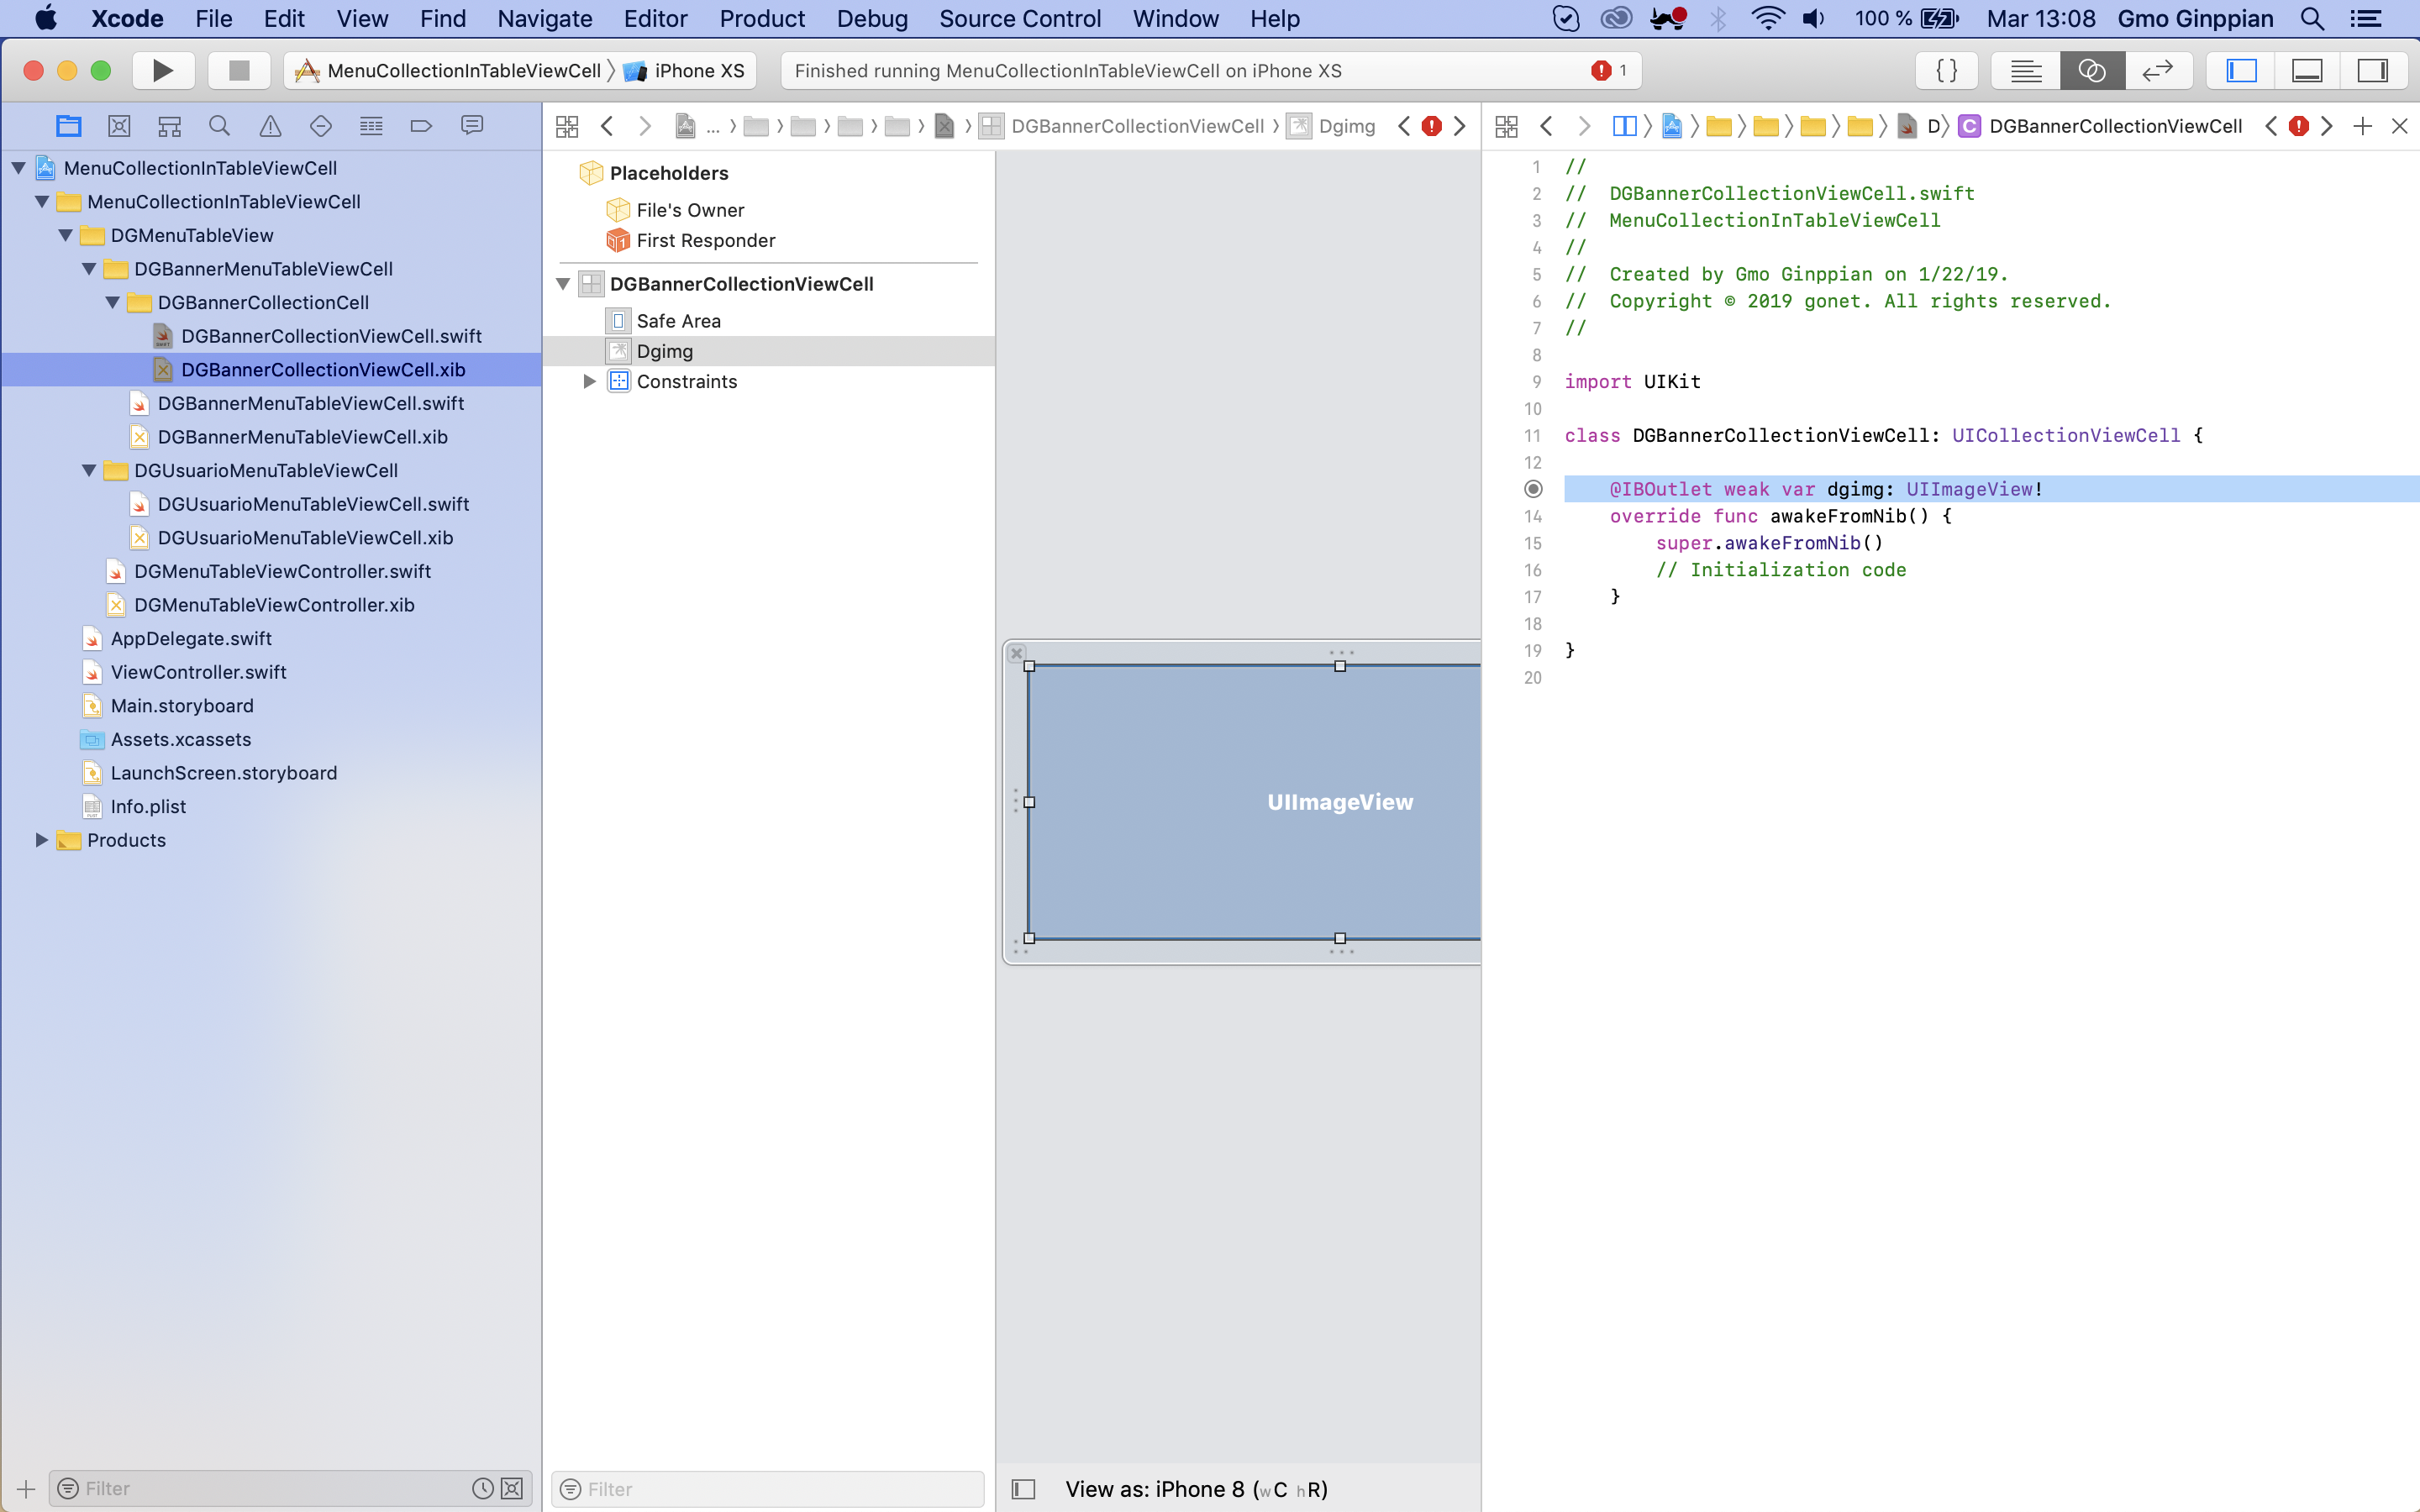 Xcode File Edit View Find Navigate Editor Product Debug Source Control Window Help 100 % Mar 13:08 Gmo Ginppian
MenuCollectionInTableViewCell iPhone XS
Finished running MenuCollectionInTableViewCell on iPhone XS 1
{ }
... DGBannerCollectionViewCell Dgimg
D DGBannerCollectionViewCell
MenuCollectionInTableViewCell
MenuCollectionInTableViewCell
DGMenuTableView
DGBannerMenuTableViewCell
DGBannerCollectionCell
DGBannerCollectionViewCell.swift
DGBannerCollectionViewCell.xib
DGBannerMenuTableViewCell.swift
DGBannerMenuTableViewCell.xib
DGUsuarioMenuTableViewCell
DGUsuarioMenuTableViewCell.swift
DGUsuarioMenuTableViewCell.xib
DGMenuTableViewController.swift
DGMenuTableViewController.xib
AppDelegate.swift
ViewController.swift
Main.storyboard
Assets.xcassets
LaunchScreen.storyboard
Info.plist
Products
Filter
Placeholders
File's Owner
First Responder
DGBannerCollectionViewCell
Safe Area
Dgimg
Constraints
Filter
UIImageView
View as: iPhone 8 (wC hR)
1 //
2 // DGBannerCollectionViewCell.swift
3 // MenuCollectionInTableViewCell
4 //
5 // Created by Gmo Ginppian on 1/22/19.
6 // Copyright © 2019 gonet. All rights reserved.
7 //
8
9 import UIKit
10
11 class DGBannerCollectionViewCell: UICollectionViewCell {
12
@IBOutlet weak var dgimg: UIImageView!
14 override func awakeFromNib() {
15 super.awakeFromNib()
16 // Initialization code
17 }
18
19 }
20